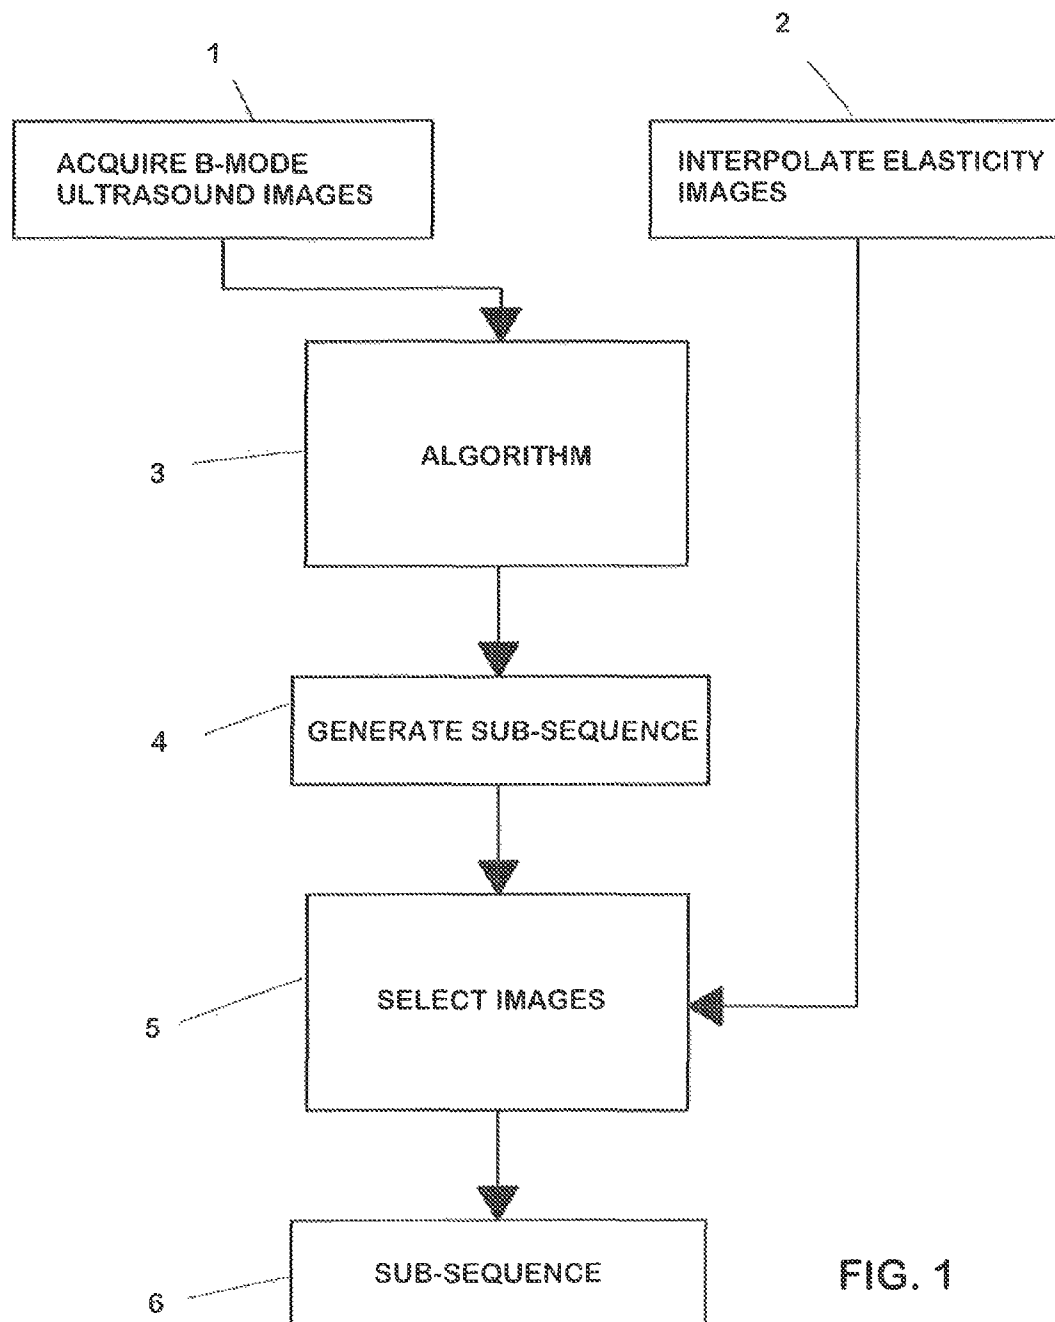 1
2
ACQUIRE B-MODE
ULTRASOUND IMAGES
INTERPOLATE ELASTICITY
IMAGES
3
ALGORITHM
4
GENERATE SUB-SEQUENCE
5
SELECT IMAGES
6
SUB-SEQUENCE
FIG. 1